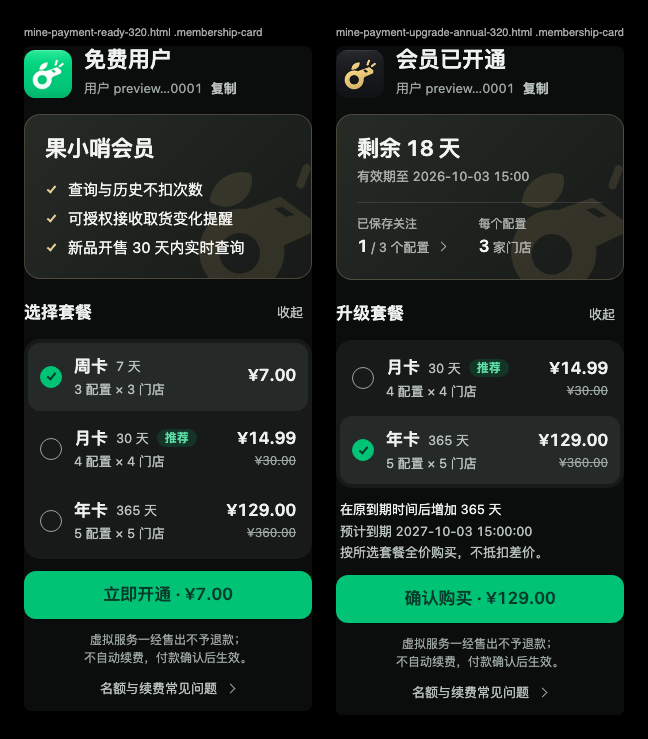 mine-payment-ready-320.html .membership-card
免费用户
用户 preview...0001 复制
果小哨会员
查询与历史不扣次数
可授权接收取货变化提醒
新品开售 30 天内实时查询
选择套餐 收起
周卡 7 天
¥7.00
3 配置 × 3 门店
月卡 30 天 推荐
¥14.99
4 配置 × 4 门店
¥30.00
年卡 365 天
¥129.00
5 配置 × 5 门店
¥360.00
立即开通 · ¥7.00
虚拟服务一经售出不予退款；
不自动续费，付款确认后生效。
名额与续费常见问题
mine-payment-upgrade-annual-320.html .membership-card
会员已开通
用户 preview...0001 复制
剩余 18 天
有效期至 2026-10-03 15:00
已保存关注 每个配置
1 / 3 个配置 3 家门店
升级套餐 收起
月卡 30 天 推荐
¥14.99
4 配置 × 4 门店
¥30.00
年卡 365 天
¥129.00
5 配置 × 5 门店
¥360.00
在原到期时间后增加 365 天
预计到期 2027-10-03 15:00:00
按所选套餐全价购买，不抵扣差价。
确认购买 · ¥129.00
虚拟服务一经售出不予退款；
不自动续费，付款确认后生效。
名额与续费常见问题